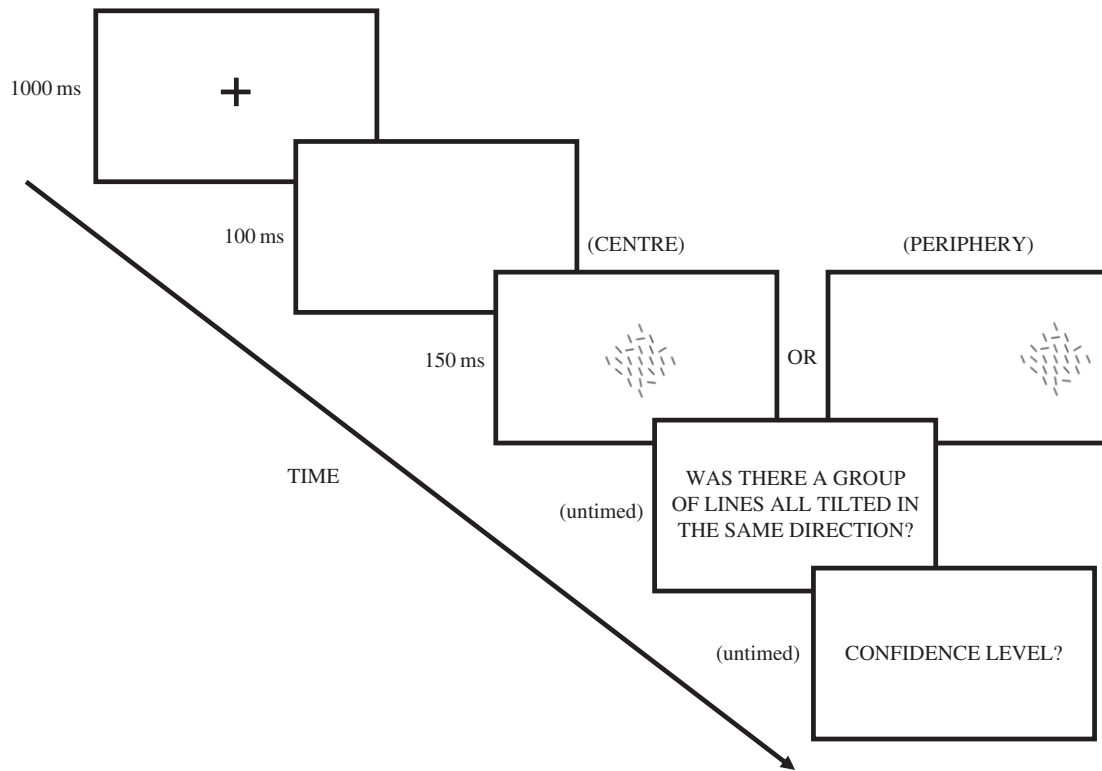 1000 ms
100 ms
(CENTRE)
(PERIPHERY)
150 ms
OR
TIME
(untimed)
WAS THERE A GROUP
OF LINES ALL TILTED IN
THE SAME DIRECTION?
(untimed)
CONFIDENCE LEVEL?